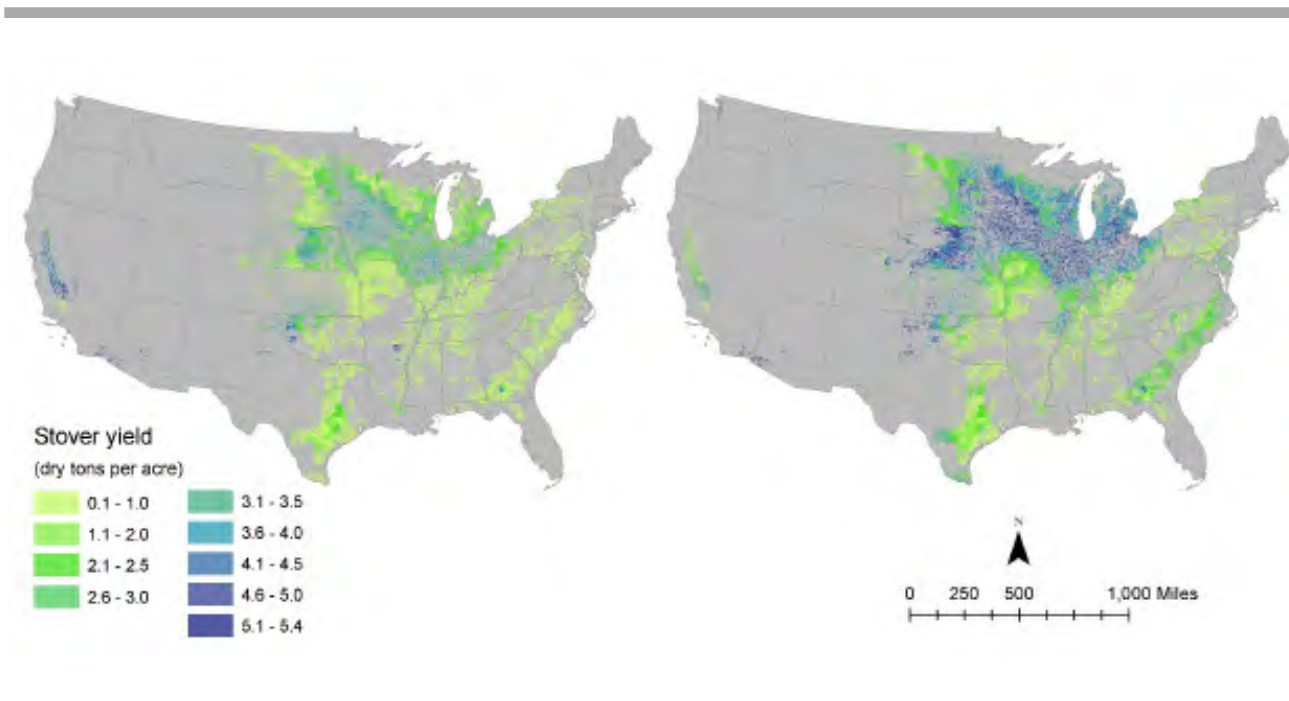 Stover yield
(dry tons per acre)
0.1 - 1.0
1.1 - 2.0
2.1 - 2.5
2.6 - 3.0
3.1 - 3.5
3.6 - 4.0
4.1 - 4.5
4.6 - 5.0
5.1 - 5.4
N
0 250 500 1,000 Miles